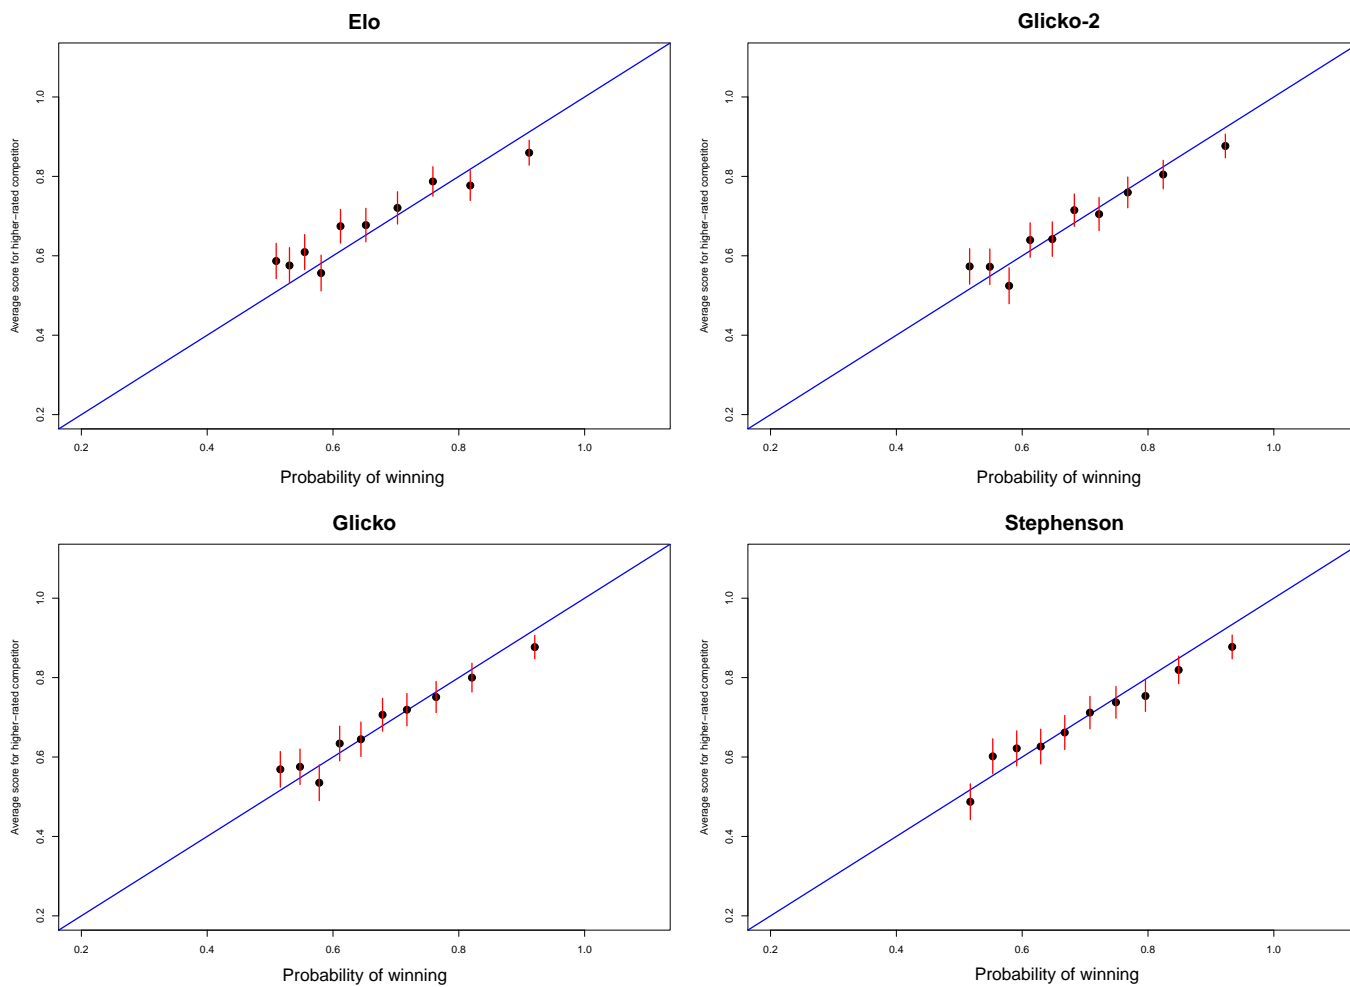 Elo
Average score for higher−rated competitor
1.0
0.8
0.6
0.4
0.2
0.2 0.4 0.6 0.8 1.0
Probability of winning
Glicko-2
Average score for higher−rated competitor
1.0
0.8
0.6
0.4
0.2
0.2 0.4 0.6 0.8 1.0
Probability of winning
Glicko
Average score for higher−rated competitor
1.0
0.8
0.6
0.4
0.2
0.2 0.4 0.6 0.8 1.0
Probability of winning
Stephenson
Average score for higher−rated competitor
1.0
0.8
0.6
0.4
0.2
0.2 0.4 0.6 0.8 1.0
Probability of winning